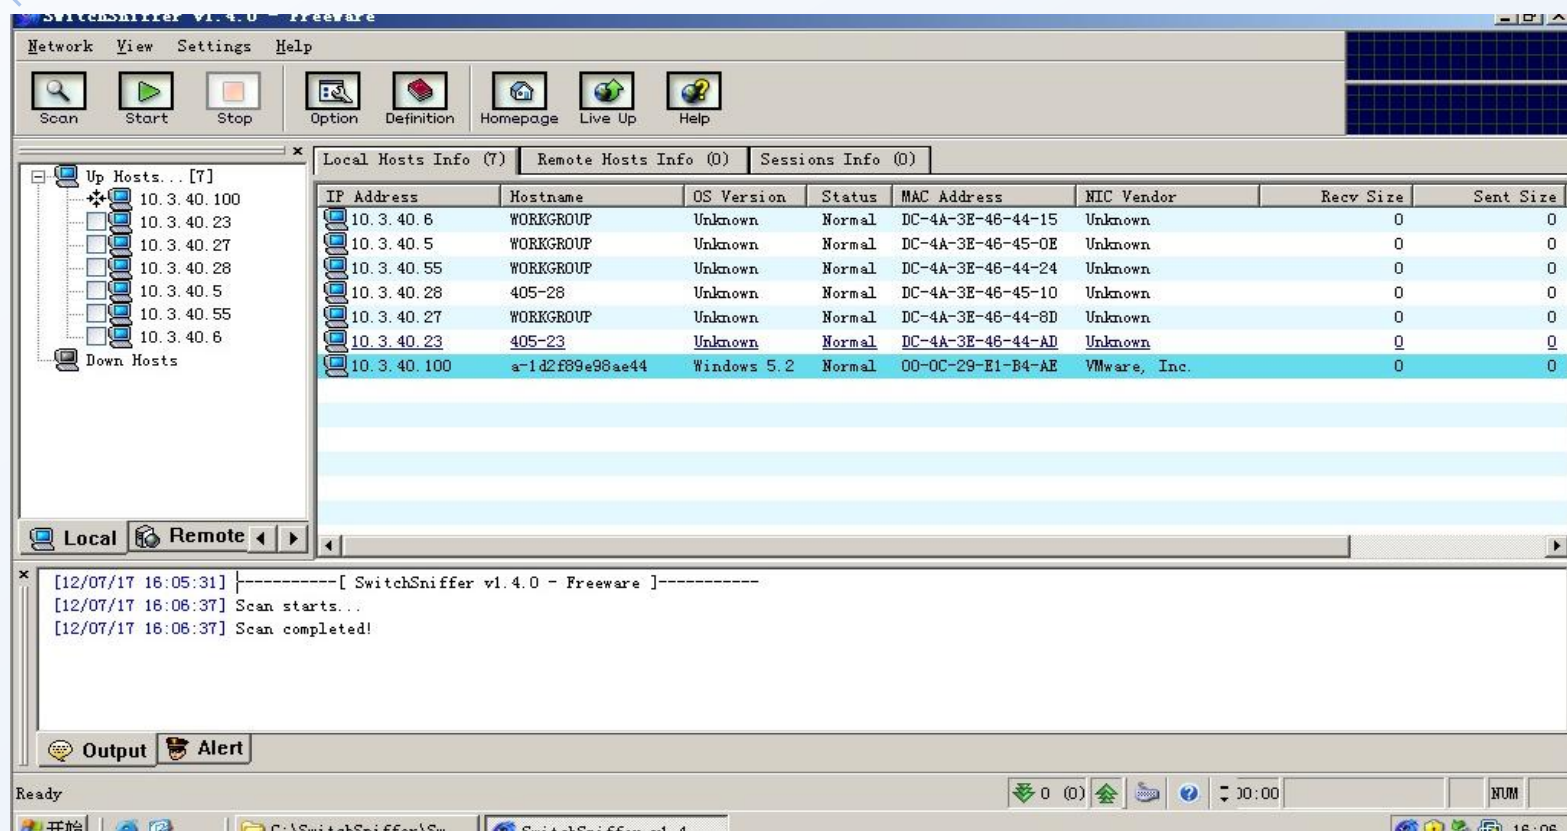 SwitchSniffer v1.4.0 - Freeware
Network View Settings Help
Scan Start Stop Option Definition Homepage Live Up Help
Up Hosts...[7]
10.3.40.100
10.3.40.23
10.3.40.27
10.3.40.28
10.3.40.5
10.3.40.55
10.3.40.6
Down Hosts
Local Remote
Local Hosts Info (7) Remote Hosts Info (0) Sessions Info (0)
IP Address Hostname OS Version Status MAC Address NIC Vendor Recv Size Sent Size
10.3.40.6 WORKGROUP Unknown Normal DC-4A-3E-46-44-15 Unknown 0 0
10.3.40.5 WORKGROUP Unknown Normal DC-4A-3E-46-45-0E Unknown 0 0
10.3.40.55 WORKGROUP Unknown Normal DC-4A-3E-46-44-24 Unknown 0 0
10.3.40.28 405-28 Unknown Normal DC-4A-3E-46-45-10 Unknown 0 0
10.3.40.27 WORKGROUP Unknown Normal DC-4A-3E-46-44-8D Unknown 0 0
10.3.40.23 405-23 Unknown Normal DC-4A-3E-46-44-AD Unknown 0 0
10.3.40.100 a-1d2f89e98ae44 Windows 5.2 Normal 00-0C-29-E1-B4-AE VMware, Inc. 0 0
[12/07/17 16:05:31] ├----------[ SwitchSniffer v1.4.0 - Freeware ]-----------
[12/07/17 16:06:37] Scan starts...
[12/07/17 16:06:37] Scan completed!
Output Alert
Ready 0 (0) 00:00 NUM
开始 C:\SwitchSniffer\Sw... SwitchSniffer v1.4... 16:06